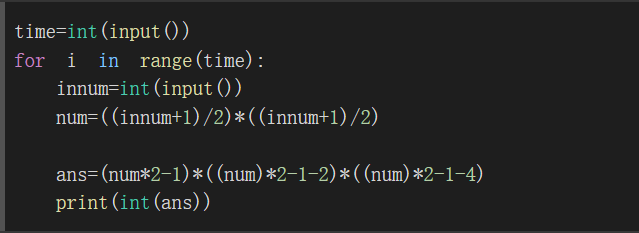 time=int(input())
for i in range(time):
    innum=int(input())
    num=((innum+1)/2)*((innum+1)/2)
    ans=(num*2-1)*((num)*2-1-2)*((num)*2-1-4)
    print(int(ans))